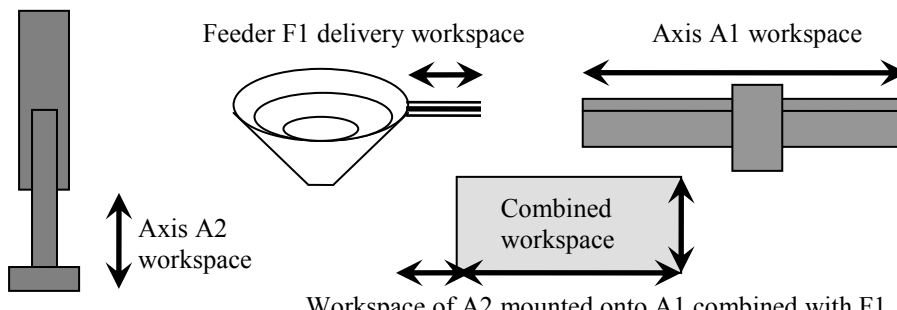 Feeder F1 delivery workspace
Axis A1 workspace
Axis A2
workspace
Combined
workspace
Workspace of A2 mounted onto A1 combined with F1